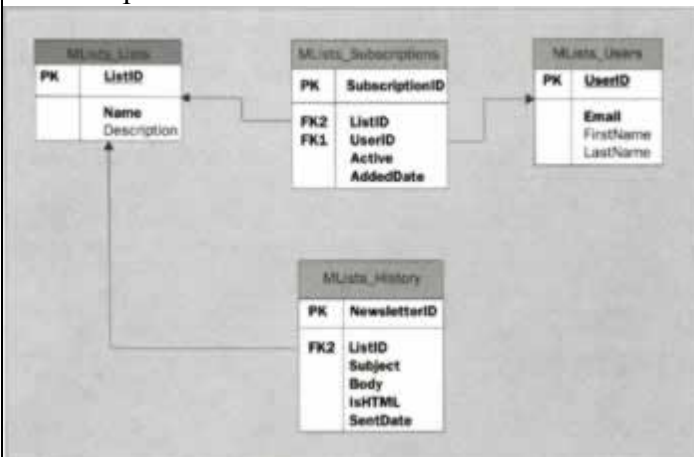 MLists_Lists
PK ListID
Name
Description
MLists_Subscriptions
PK SubscriptionID
FK2 ListID
FK1 UserID
Active
AddedDate
MLists_Users
PK UserID
Email
FirstName
LastName
MLists_History
PK NewsletterID
FK2 ListID
Subject
Body
IsHTML
SentDate